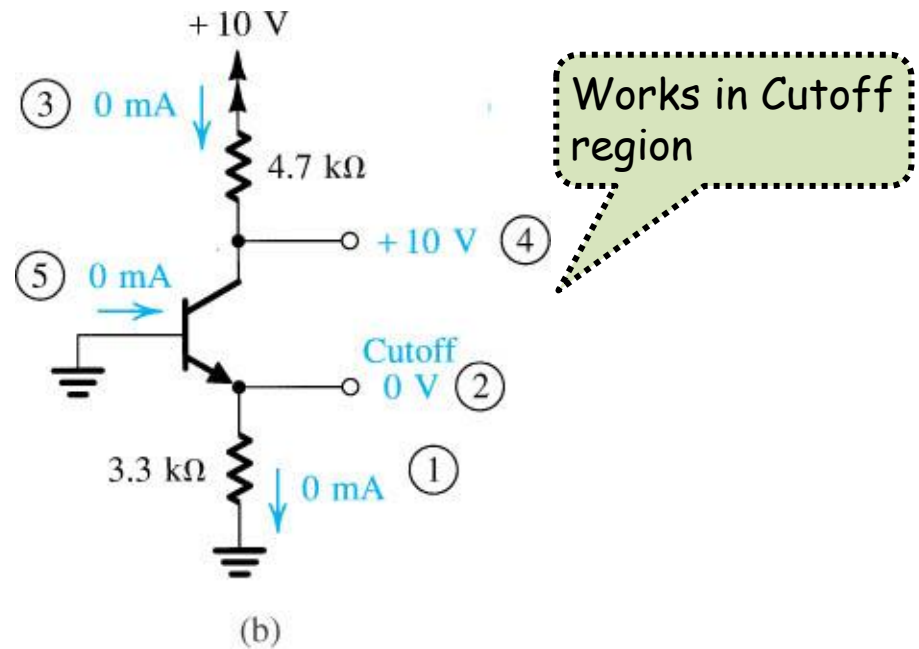 + 10 V
③ 0 mA
Works in Cutoff
region
4.7 kΩ
+ 10 V ④
⑤ 0 mA
Cutoff
0 V ②
3.3 kΩ
0 mA ①
(b)